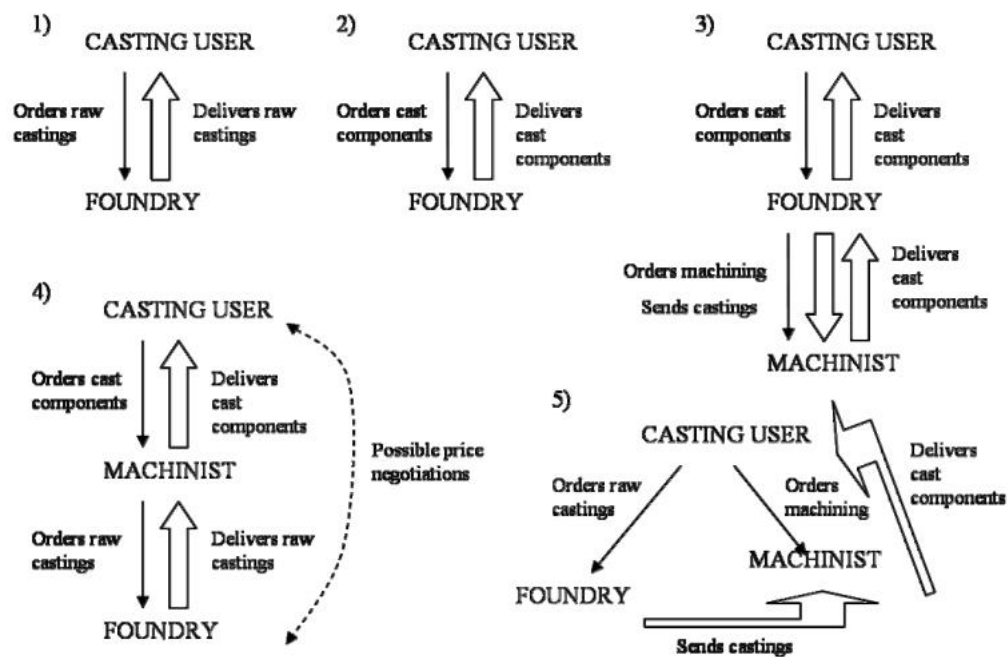 1)
CASTING USER
Orders raw
castings
Delivers raw
castings
FOUNDRY
2)
CASTING USER
Orders cast
components
Delivers
cast
components
FOUNDRY
3)
CASTING USER
Orders cast
components
Delivers
cast
components
FOUNDRY
Orders machining
Sends castings
Delivers
cast
components
MACHINIST
4)
CASTING USER
Orders cast
components
Delivers
cast
components
MACHINIST
Possible price
negotiations
Orders raw
castings
Delivers raw
castings
FOUNDRY
5)
CASTING USER
Orders raw
castings
Orders
machining
Delivers
cast
components
MACHINIST
FOUNDRY
Sends castings